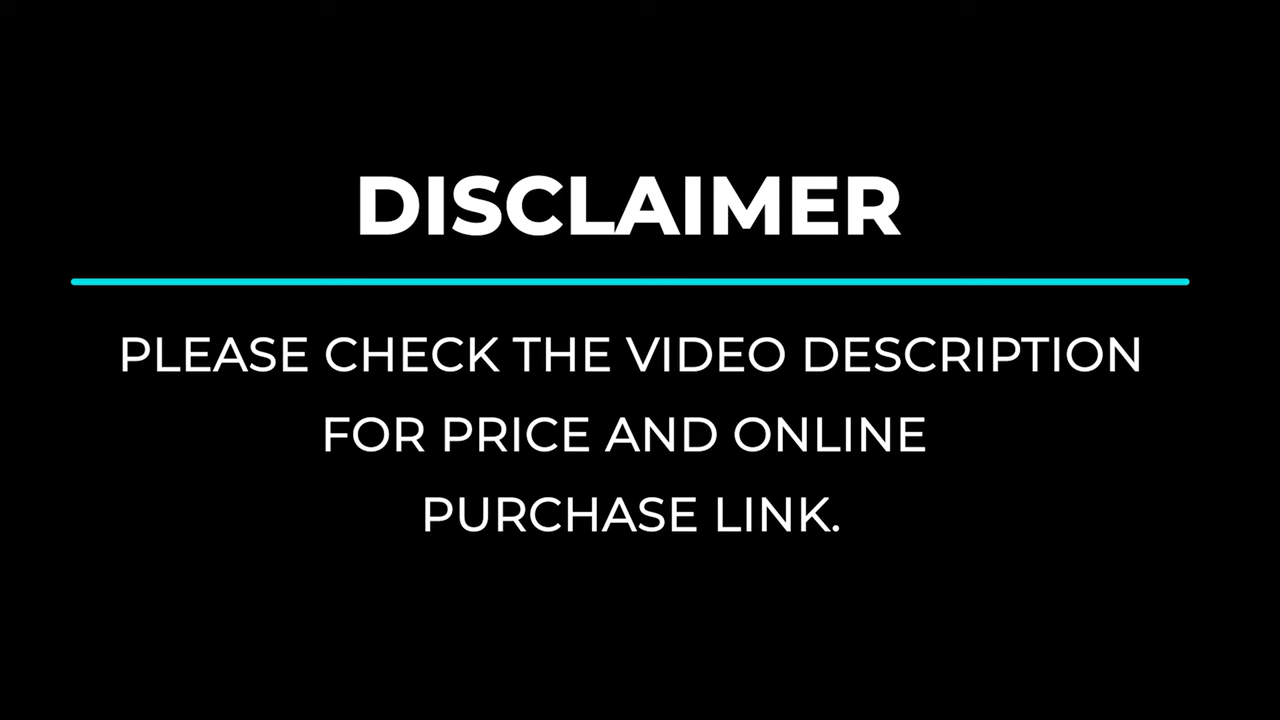 DISCLAIMER
PLEASE CHECK THE VIDEO DESCRIPTION
FOR PRICE AND ONLINE
PURCHASE LINK.